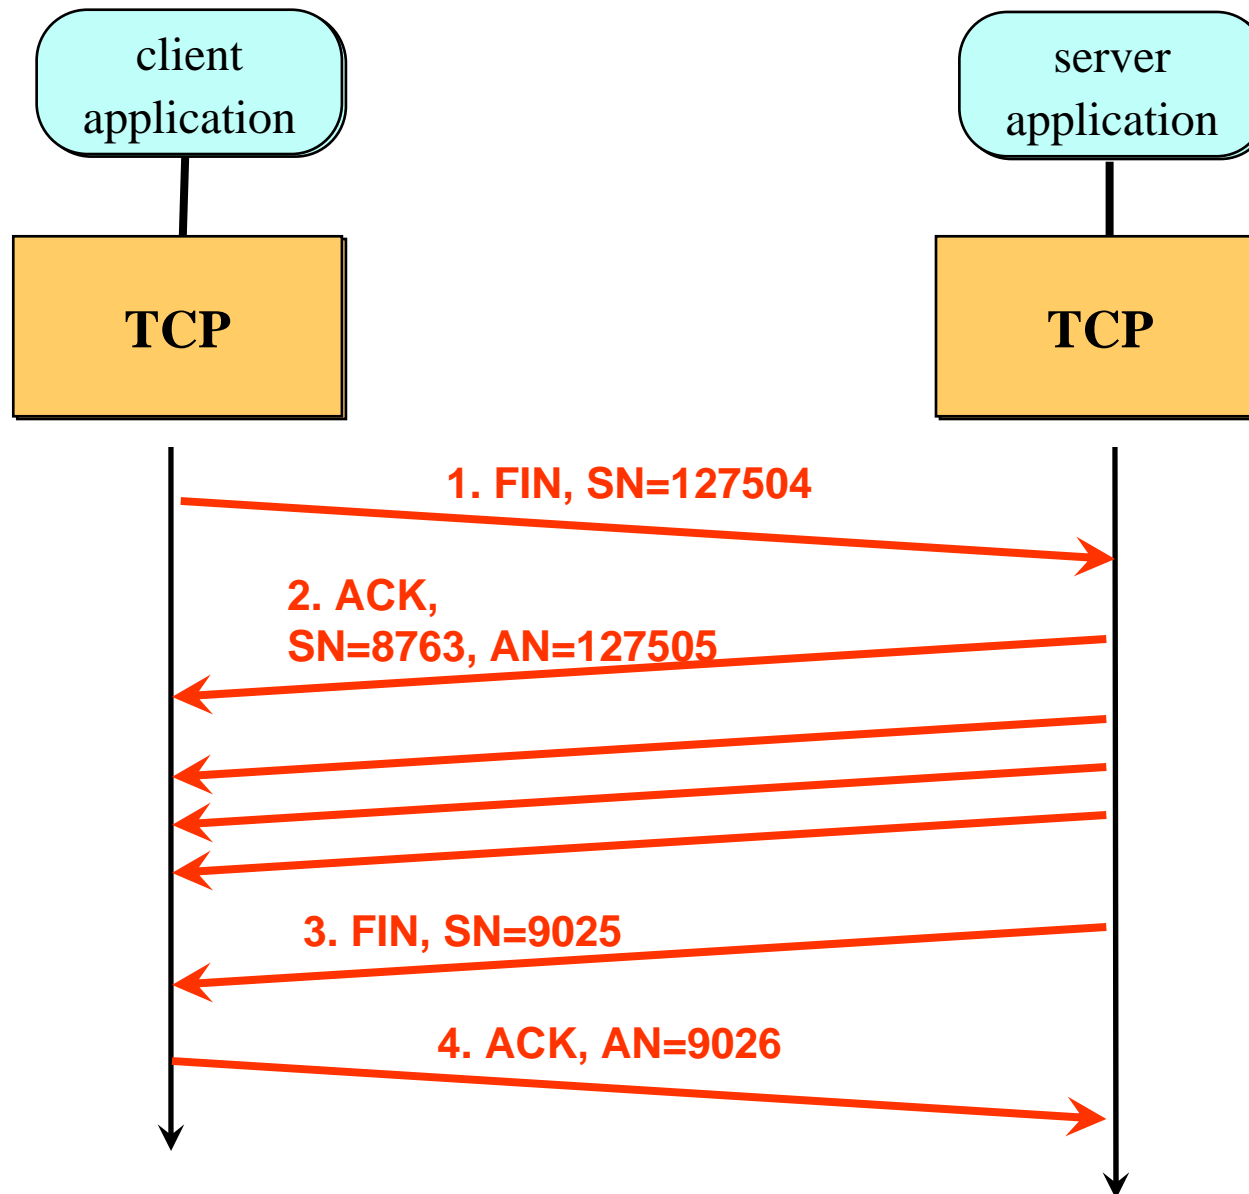 client
application
server
application
TCP
TCP
1. FIN, SN=127504
2. ACK,
SN=8763, AN=127505
3. FIN, SN=9025
4. ACK, AN=9026